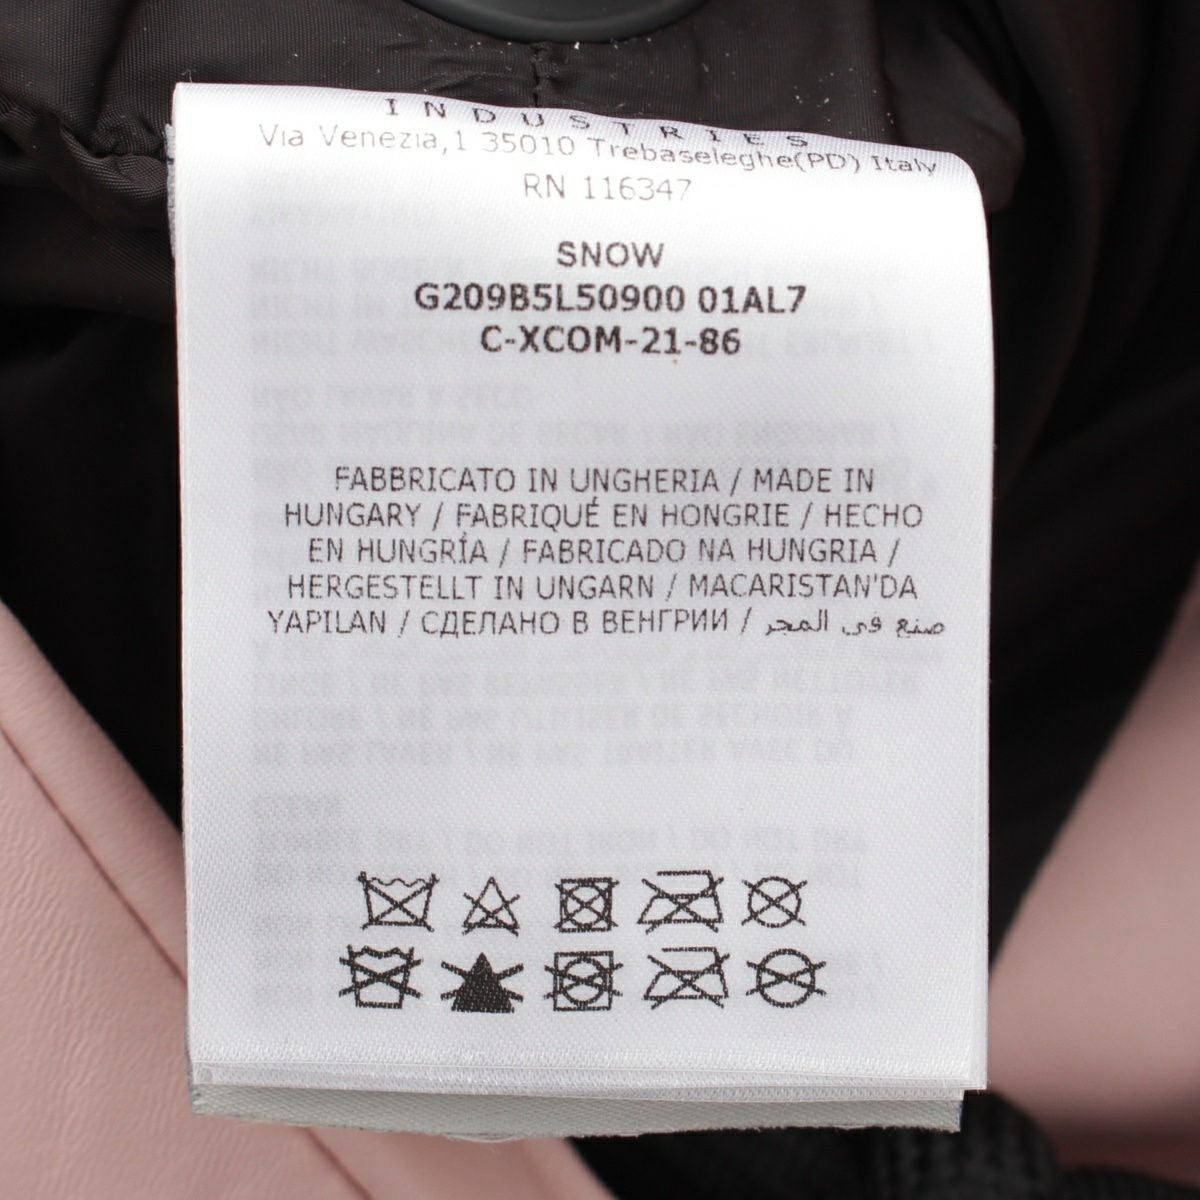 INDUSTRIES
Via Venezia,1 35010 Trebaseleghe(PD) Italy
RN 116347
SNOW
G209B5L50900 01AL7
C-XCOM-21-86
FABBRICATO IN UNGHERIA / MADE IN
HUNGARY / FABRIQUÉ EN HONGRIE / HECHO
EN HUNGRÍA / FABRICADO NA HUNGRIA /
HERGESTELLT IN UNGARN / MACARISTAN'DA
YAPILAN / СДЕЛАНО В ВЕНГРИИ / صنع في المجر